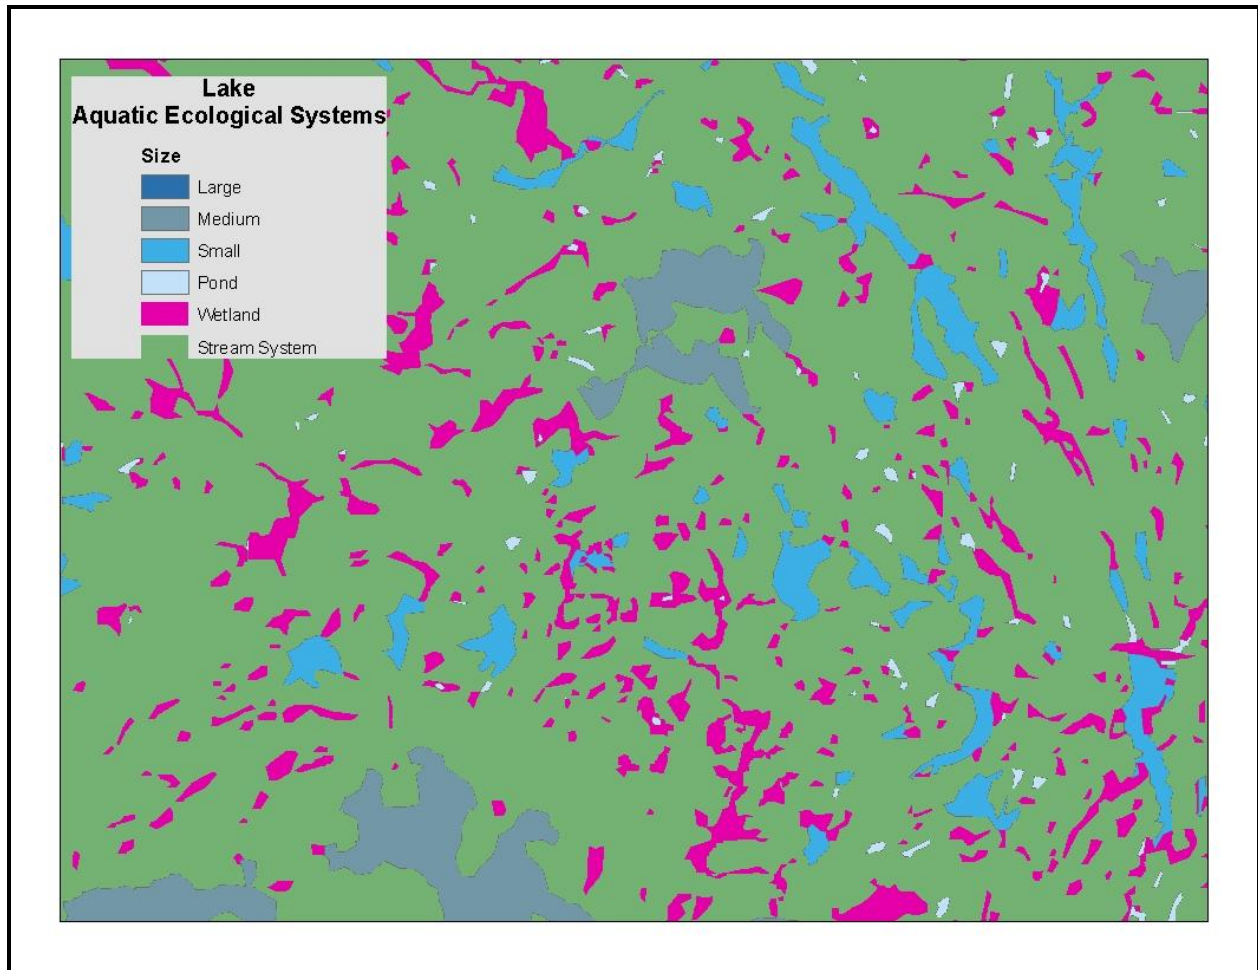 Lake
Aquatic Ecological Systems
Size
Large
Medium
Small
Pond
Wetland
Stream System